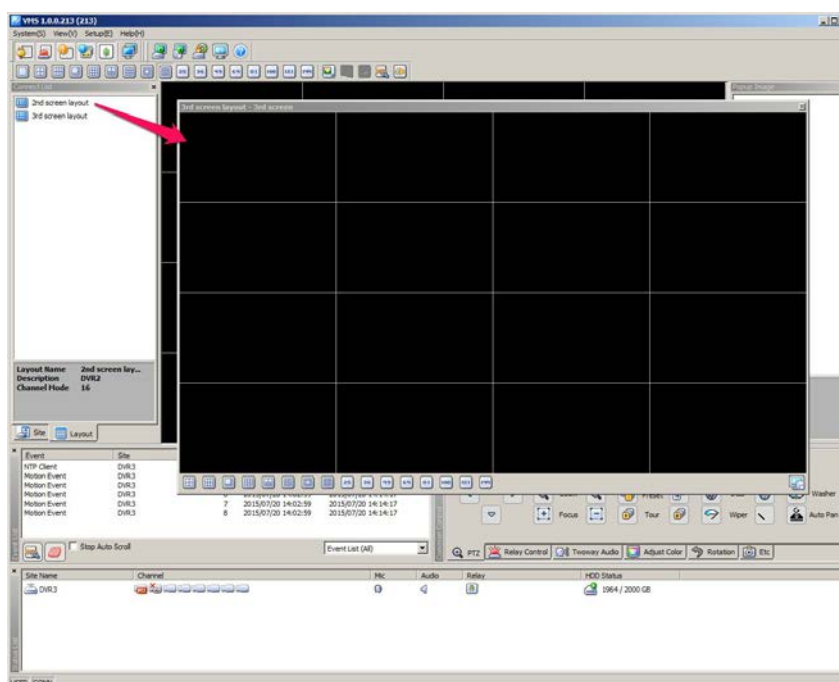 VMS 1.0.0.213 (213)
System(S) View(V) Setup(E) Help(H)
Connect List
Popup Image
2nd screen layout
3rd screen layout
3rd screen layout - 3rd screen
Layout Name 2nd screen lay...
Description DVR2
Channel Mode 16
Site Layout
Event Site
NTP Client DVR3
Motion Event DVR3
Motion Event DVR3
Motion Event DVR3
Motion Event DVR3 7 2015/07/20 14:02:59 2015/07/20 14:14:17
Motion Event DVR3 8 2015/07/20 14:02:59 2015/07/20 14:14:17
Washer
Focus Tour Wiper Auto Pan
Stop Auto Scroll Event List (All)
PTZ Relay Control Twoway Audio Adjust Color Rotation Etc
Site Name Channel Mic Audio Relay HDD Status
DVR3 1964 / 2000 GB